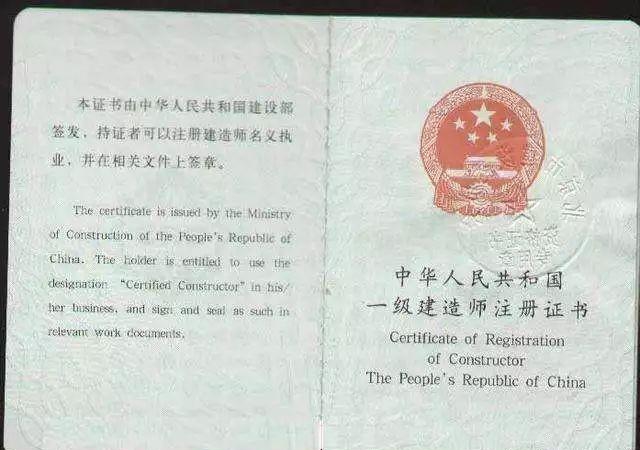 本证书由中华人民共和国建设部
签发，持证者可以注册建造师名义执
业，并在相关文件上签章。
The certificate is issued by the Ministry
of Construction of the People's Republic of
China. The holder is entitled to use the
designation “Certified Constructor” in his/
her business, and sign and seal as such in
relevant work documents.
中华人民共和国
一级建造师注册证书
Certificate of Registration
of Constructor
The People's Republic of China